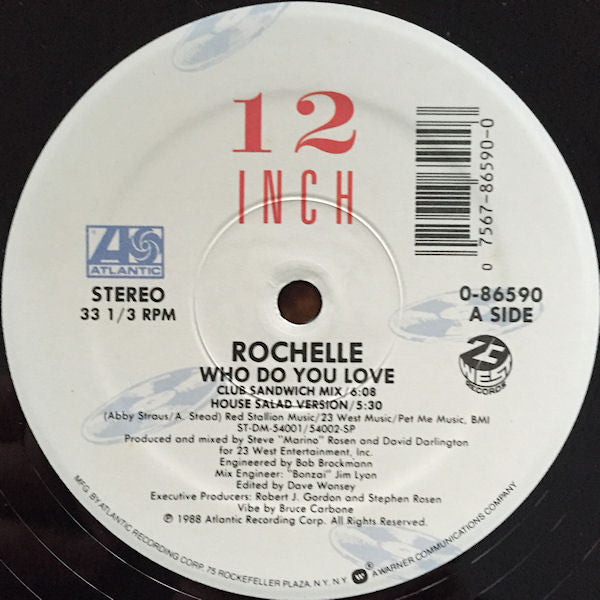 12
INCH
0 7567-86590-0
ATLANTIC
STEREO
33 1/3 RPM
0-86590
A SIDE
23
WEST
RECORDS
ROCHELLE
WHO DO YOU LOVE
CLUB SANDWICH MIX/6:08
HOUSE SALAD VERSION/5:30
(Abby Straus/A. Stead) Red Stallion Music/23 West Music/Pet Me Music, BMI
ST-DM-54001/54002-SP
Produced and mixed by Steve "Marino" Rosen and David Darlington
for 23 West Entertainment, Inc.
Engineered by Bob Brockmann
Mix Engineer: "Bonzai" Jim Lyon
Edited by Dave Wonsey
Executive Producers: Robert J. Gordon and Stephen Rosen
Vibe by Bruce Carbone
℗ 1988 Atlantic Recording Corp. All Rights Reserved.
MFG. BY ATLANTIC RECORDING CORP. 75 ROCKEFELLER PLAZA, N.Y. N.Y. ® A WARNER COMMUNICATIONS COMPANY